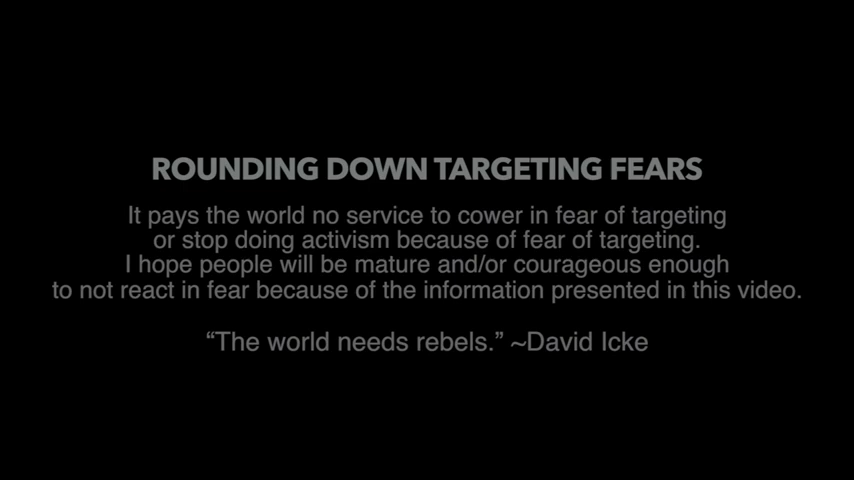 ROUNDING DOWN TARGETING FEARS
It pays the world no service to cower in fear of targeting
or stop doing activism because of fear of targeting.
I hope people will be mature and/or courageous enough
to not react in fear because of the information presented in this video.
“The world needs rebels.” ~David Icke